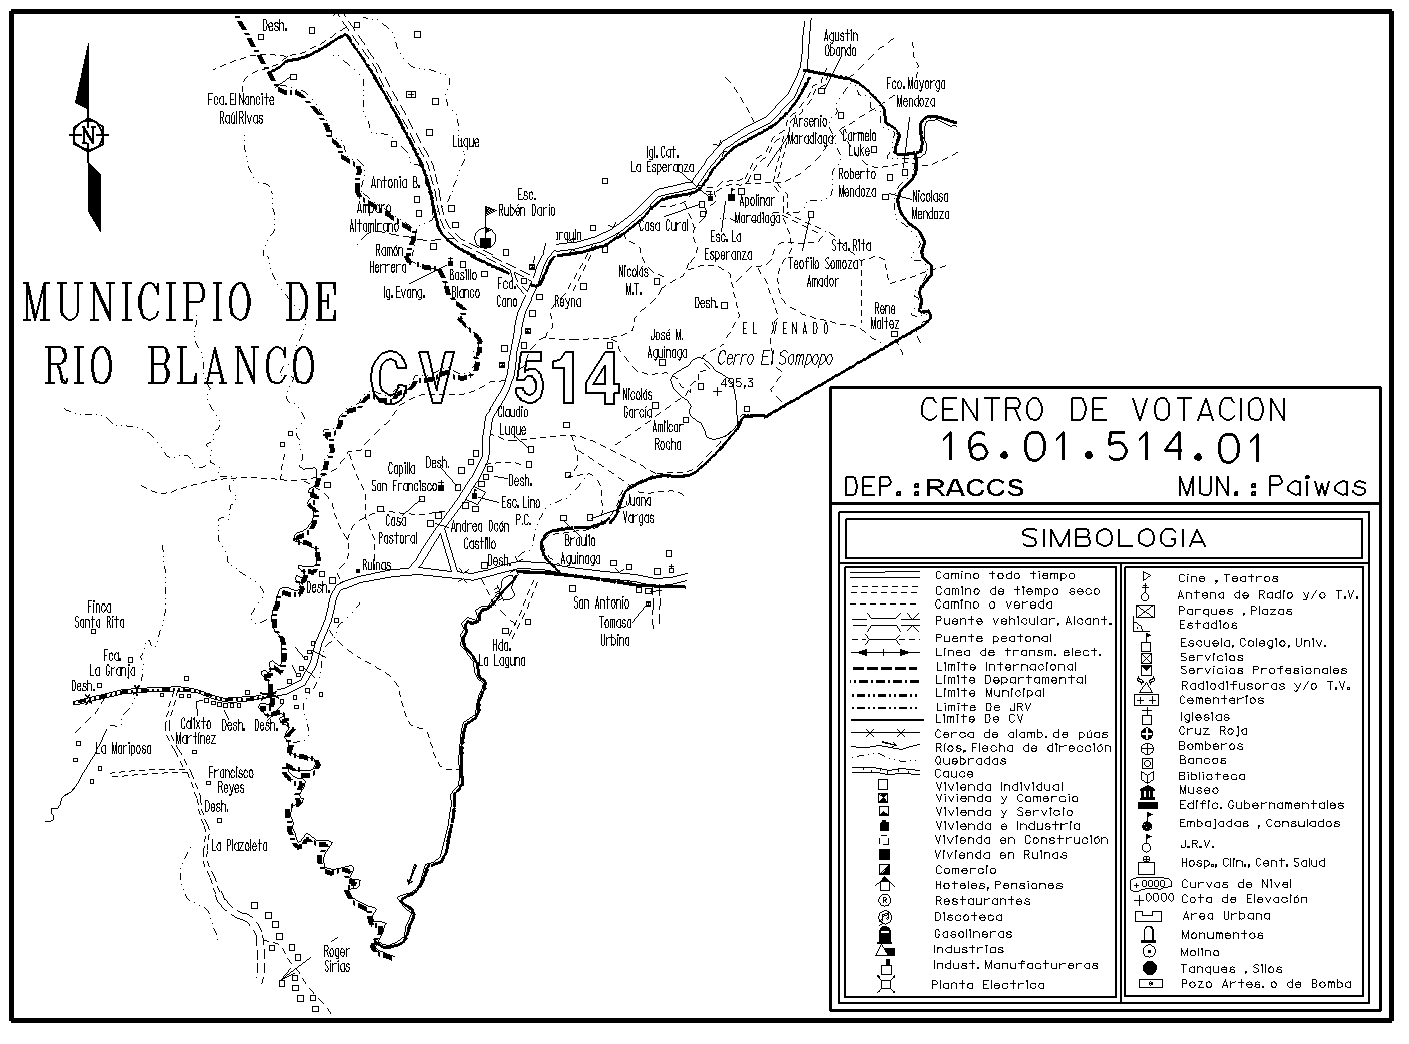 Desh.
Agustin
Obando
Fca. El Nancite
Raúl Rivas
Fco. Mayorga
Mendoza
N
Luque
Arsenio
Maradiaga
Carmelo
Luke
Igl. Cat.
La Esperanza
Antonia B.
Roberto
Mendoza
Nicolasa
Mendoza
Esc.
Rubén Darío
Amparo
Altamirano
Apolinar
Maradiaga
Casa Cural
Esc. La
Esperanza
Sta. Rita
Ramón
Herrera
Teofilo Somoza
Amador
Ig. Evang.
Basilio
Blanco
Fca.
Cano
Reyna
Nicolás
M.T.
Desh.
Rene
Maltez
MUNICIPIO DE
RIO BLANCO
EL VENADO
José M.
Aguinaga
Cerro El Sampopo
495,3
CV 514
Nicolás
García
Claudio
Luque
Amilcar
Rocha
Capilla
San Francisco
Desh.
Desh.
Esc. Lino
P.C.
Juana
Vargas
Casa
Pastoral
Andrea Ocón
Castillo
Braulio
Aguinaga
Ruinas
Desh.
Desh.
San Antonio
Tomasa
Urbina
Finca
Santa Rita
Hda.
La Laguna
Fca.
La Granja
Desh.
Calixto
Martínez
Desh.
Desh.
La Mariposa
Francisco
Reyes
Desh.
La Plazoleta
Roger
Sirias
CENTRO DE VOTACION
16.01.514.01
DEP.:RACCS MUN.: Paiwas
SIMBOLOGIA
Camino todo tiempo
Camino de tiempo seco
Camino o vereda
Puente vehicular, Alcant.
Puente peatonal
Línea de transm. elect.
Límite Internacional
Límite Departamental
Límite Municipal
Límite De JRV
Límite De CV
Cerca de alamb. de púas
Ríos, Flecha de dirección
Quebradas
Cauce
Vivienda Individual
Vivienda y Comercio
Vivienda y Servicio
Vivienda e Industria
Vivienda en Construción
Vivienda en Ruinas
Comercio
Hoteles, Pensiones
Restaurantes
Discoteca
Gasolineras
Industrias
Indust. Manufactureras
Planta Electrica
Cine , Teatros
Antena de Radio y/o T.V.
Parques , Plazas
Estadios
Escuela, Colegio, Univ.
Servicios
Servicios Profesionales
Radiodifusoras y/o T.V.
Cementerios
Iglesias
Cruz Roja
Bomberos
Bancos
Biblioteca
Museo
Edific. Gubernamentales
Embajadas , Consulados
J.R.V.
Hosp., Clin., Cent. Salud
0000 Curvas de Nivel
+0000 Cota de Elevación
Area Urbana
Monumentos
Molino
Tanques , Silos
Pozo Artes. o de Bomba